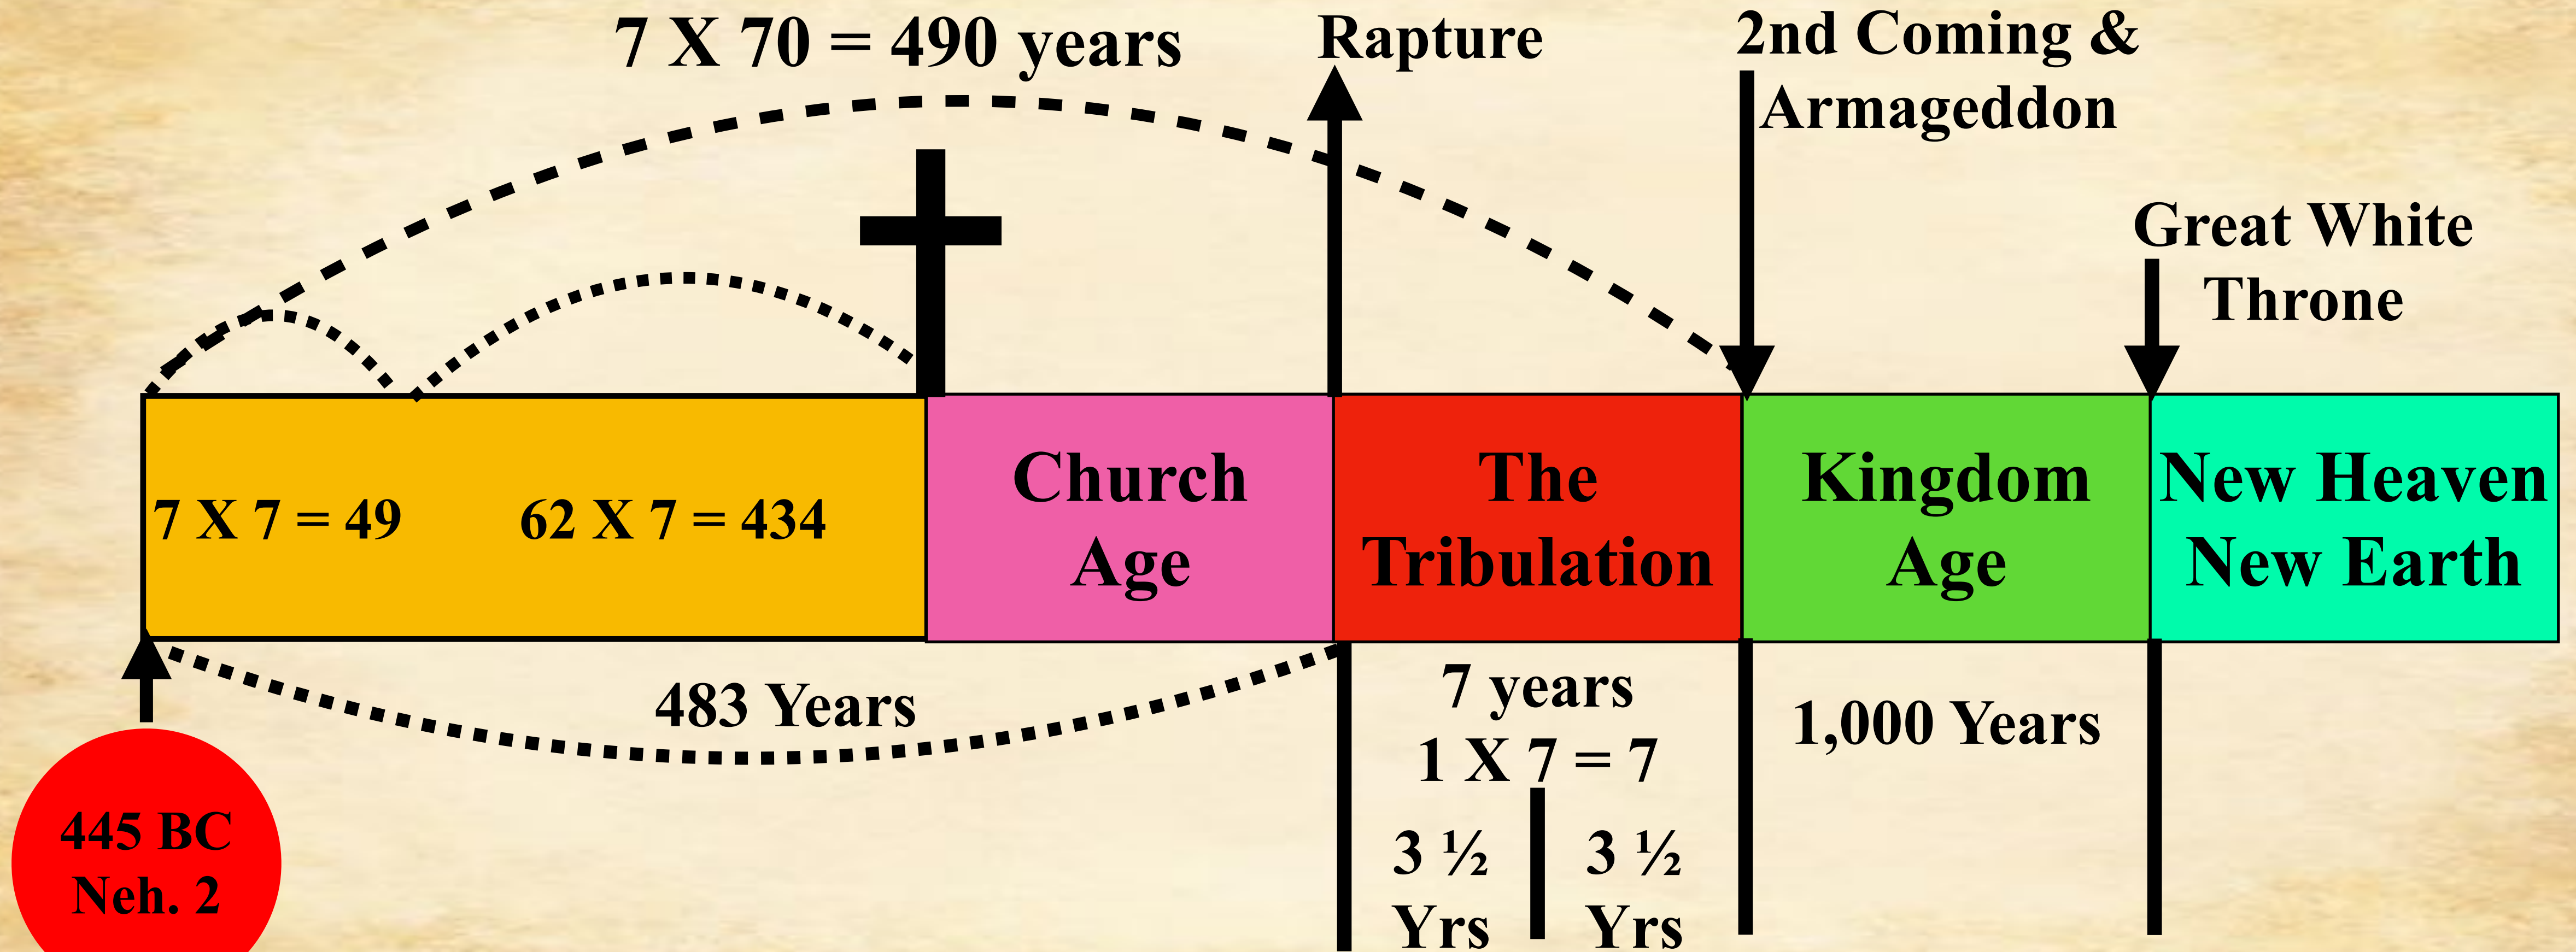 7 X 70 = 490 years
Rapture
2nd Coming &
Armageddon
Great White
Throne
7 X 7 = 49
62 X 7 = 434
Church
Age
The
Tribulation
Kingdom
Age
New Heaven
New Earth
483 Years
7 years
1 X 7 = 7
3 ½
Yrs
3 ½
Yrs
1,000 Years
445 BC
Neh. 2